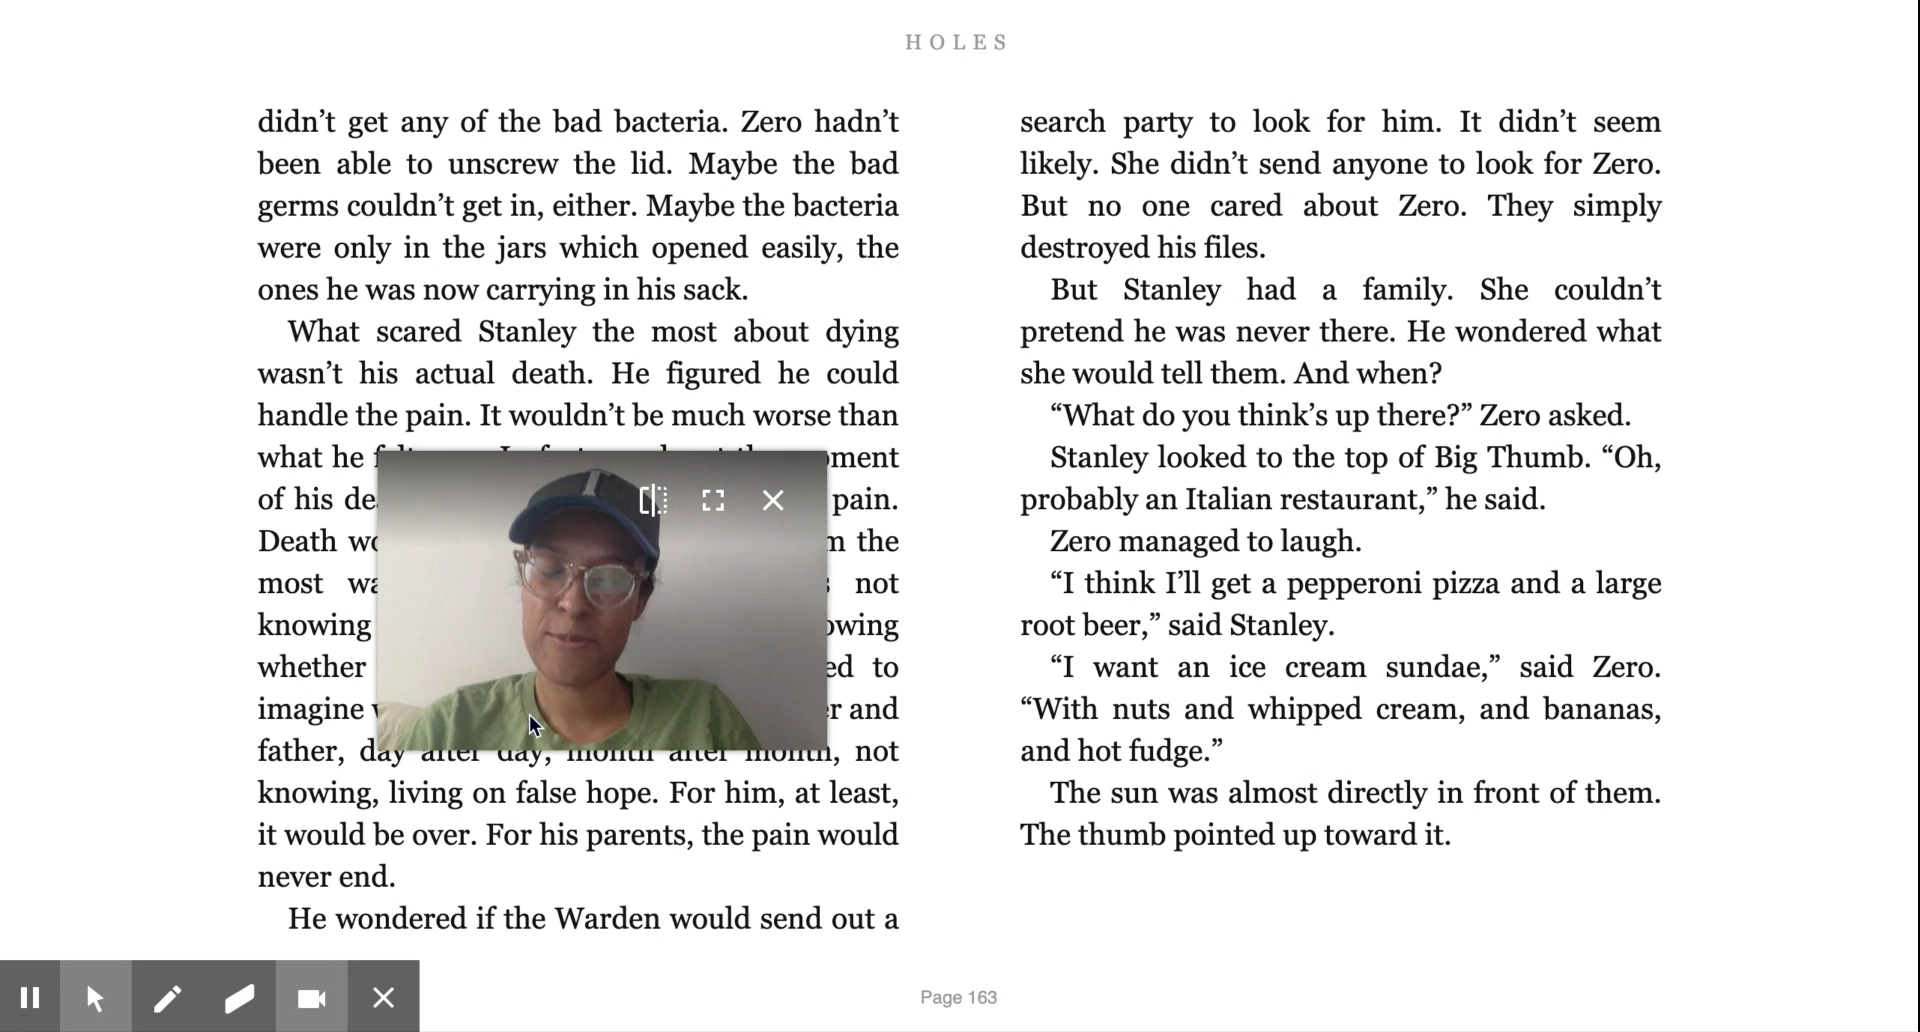 HOLES
didn’t get any of the bad bacteria. Zero hadn’t
been able to unscrew the lid. Maybe the bad
germs couldn’t get in, either. Maybe the bacteria
were only in the jars which opened easily, the
ones he was now carrying in his sack.
What scared Stanley the most about dying
wasn’t his actual death. He figured he could
handle the pain. It wouldn’t be much worse than
what he
of his pain.
Death the
most not
knowing
whether to
imagine and
father, day after day, month after month, not
knowing, living on false hope. For him, at least,
it would be over. For his parents, the pain would
never end.
He wondered if the Warden would send out a
search party to look for him. It didn’t seem
likely. She didn’t send anyone to look for Zero.
But no one cared about Zero. They simply
destroyed his files.
But Stanley had a family. She couldn’t
pretend he was never there. He wondered what
she would tell them. And when?
“What do you think’s up there?” Zero asked.
Stanley looked to the top of Big Thumb. “Oh,
probably an Italian restaurant,” he said.
Zero managed to laugh.
“I think I’ll get a pepperoni pizza and a large
root beer,” said Stanley.
“I want an ice cream sundae,” said Zero.
“With nuts and whipped cream, and bananas,
and hot fudge.”
The sun was almost directly in front of them.
The thumb pointed up toward it.
Page 163